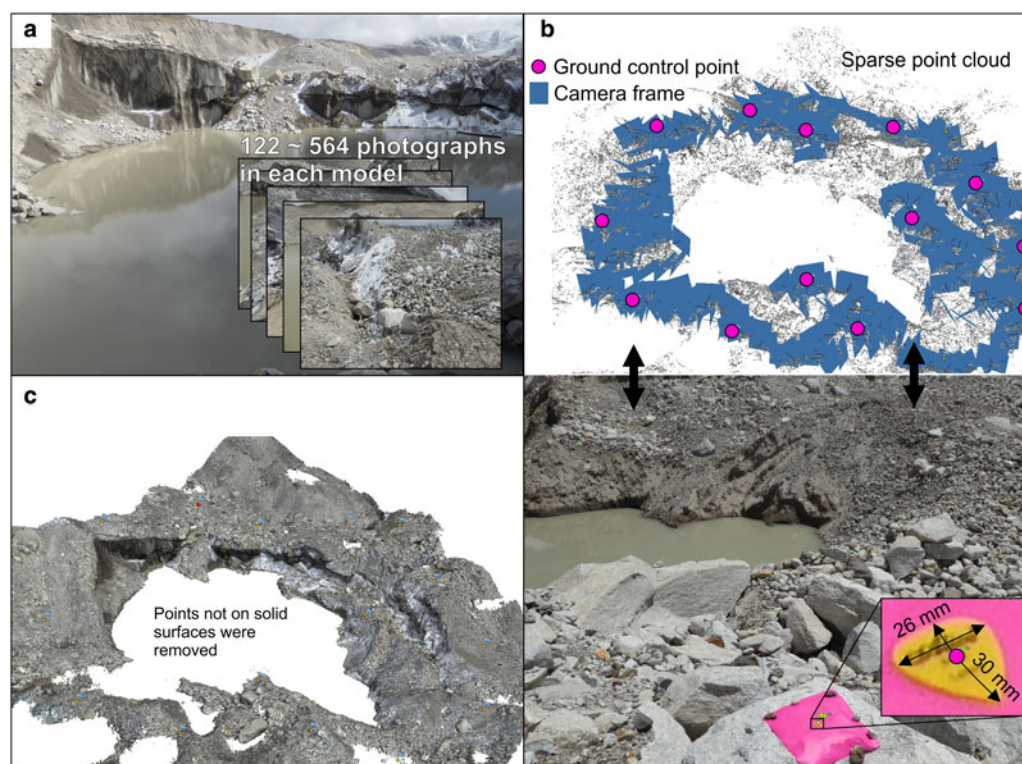 a
122 ~ 564 photographs
in each model
b
Ground control point
Camera frame
Sparse point cloud
c
Points not on solid
surfaces were
removed
26 mm
30 mm